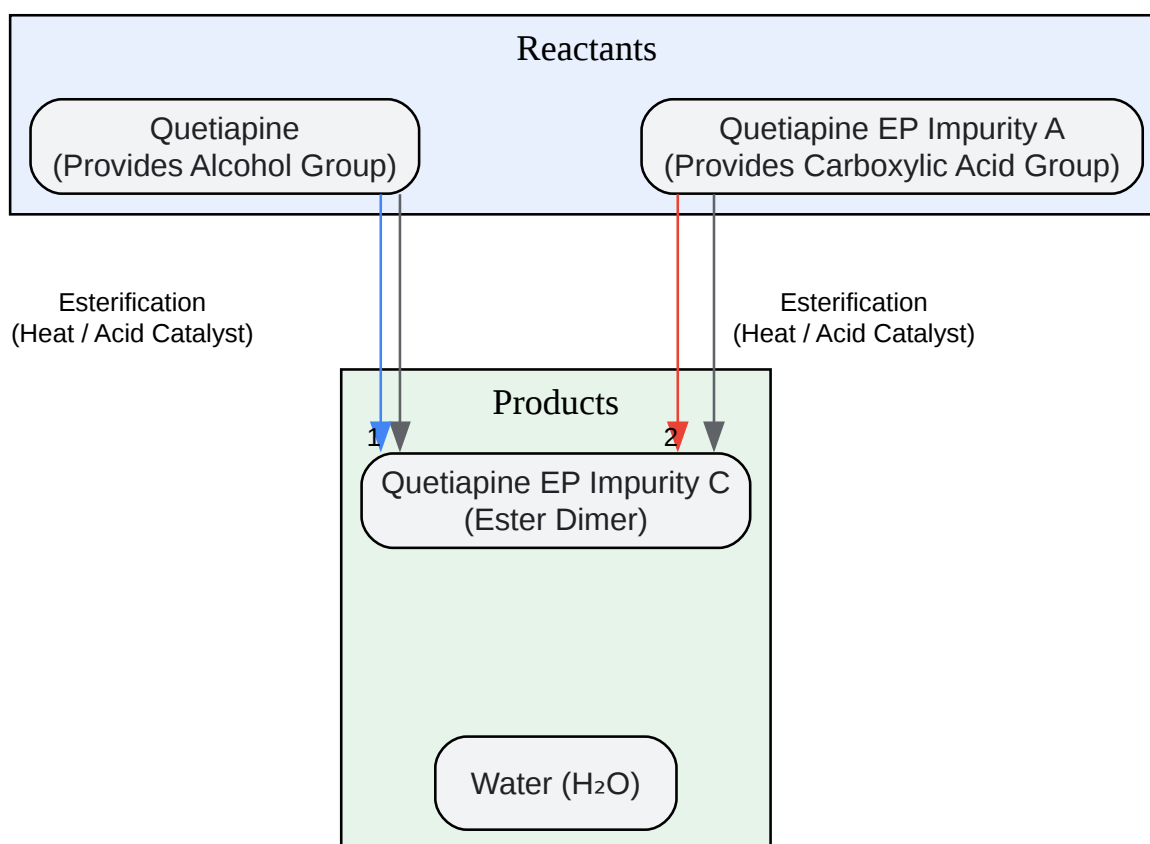 Reactants
Quetiapine
(Provides Alcohol Group)
Quetiapine EP Impurity A
(Provides Carboxylic Acid Group)
Esterification
(Heat / Acid Catalyst)
Esterification
(Heat / Acid Catalyst)
Products
1
2
Quetiapine EP Impurity C
(Ester Dimer)
Water (H₂O)